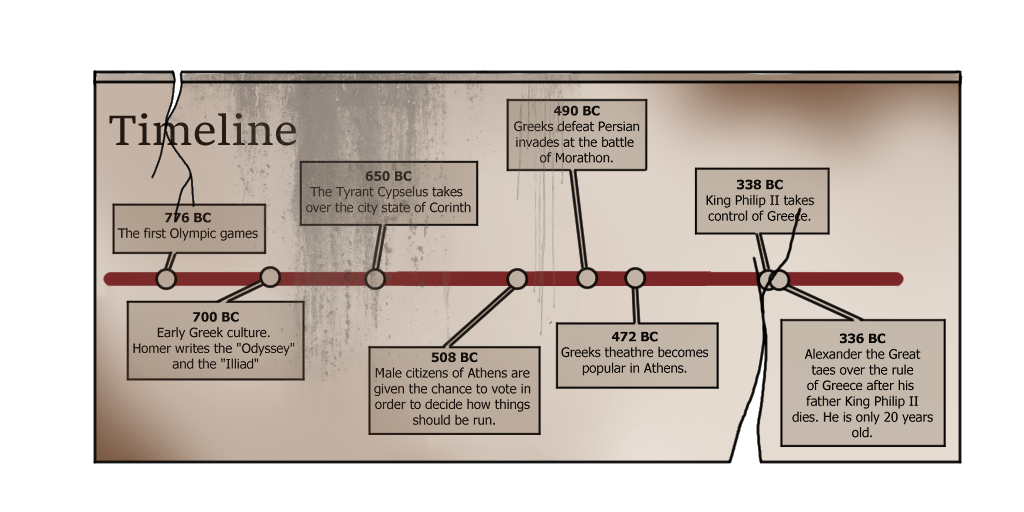 Timeline
776 BC
The first Olympic games
700 BC
Early Greek culture.
Homer writes the "Odyssey"
and the "Illiad"
650 BC
The Tyrant Cypselus takes
over the city state of Corinth
508 BC
Male citizens of Athens are
given the chance to vote in
order to decide how things
should be run.
490 BC
Greeks defeat Persian
invades at the battle
of Morathon.
472 BC
Greeks theathre becomes
popular in Athens.
338 BC
King Philip II takes
control of Greece.
336 BC
Alexander the Great
taes over the rule
of Greece after his
father King Philip II
dies. He is only 20 years
old.